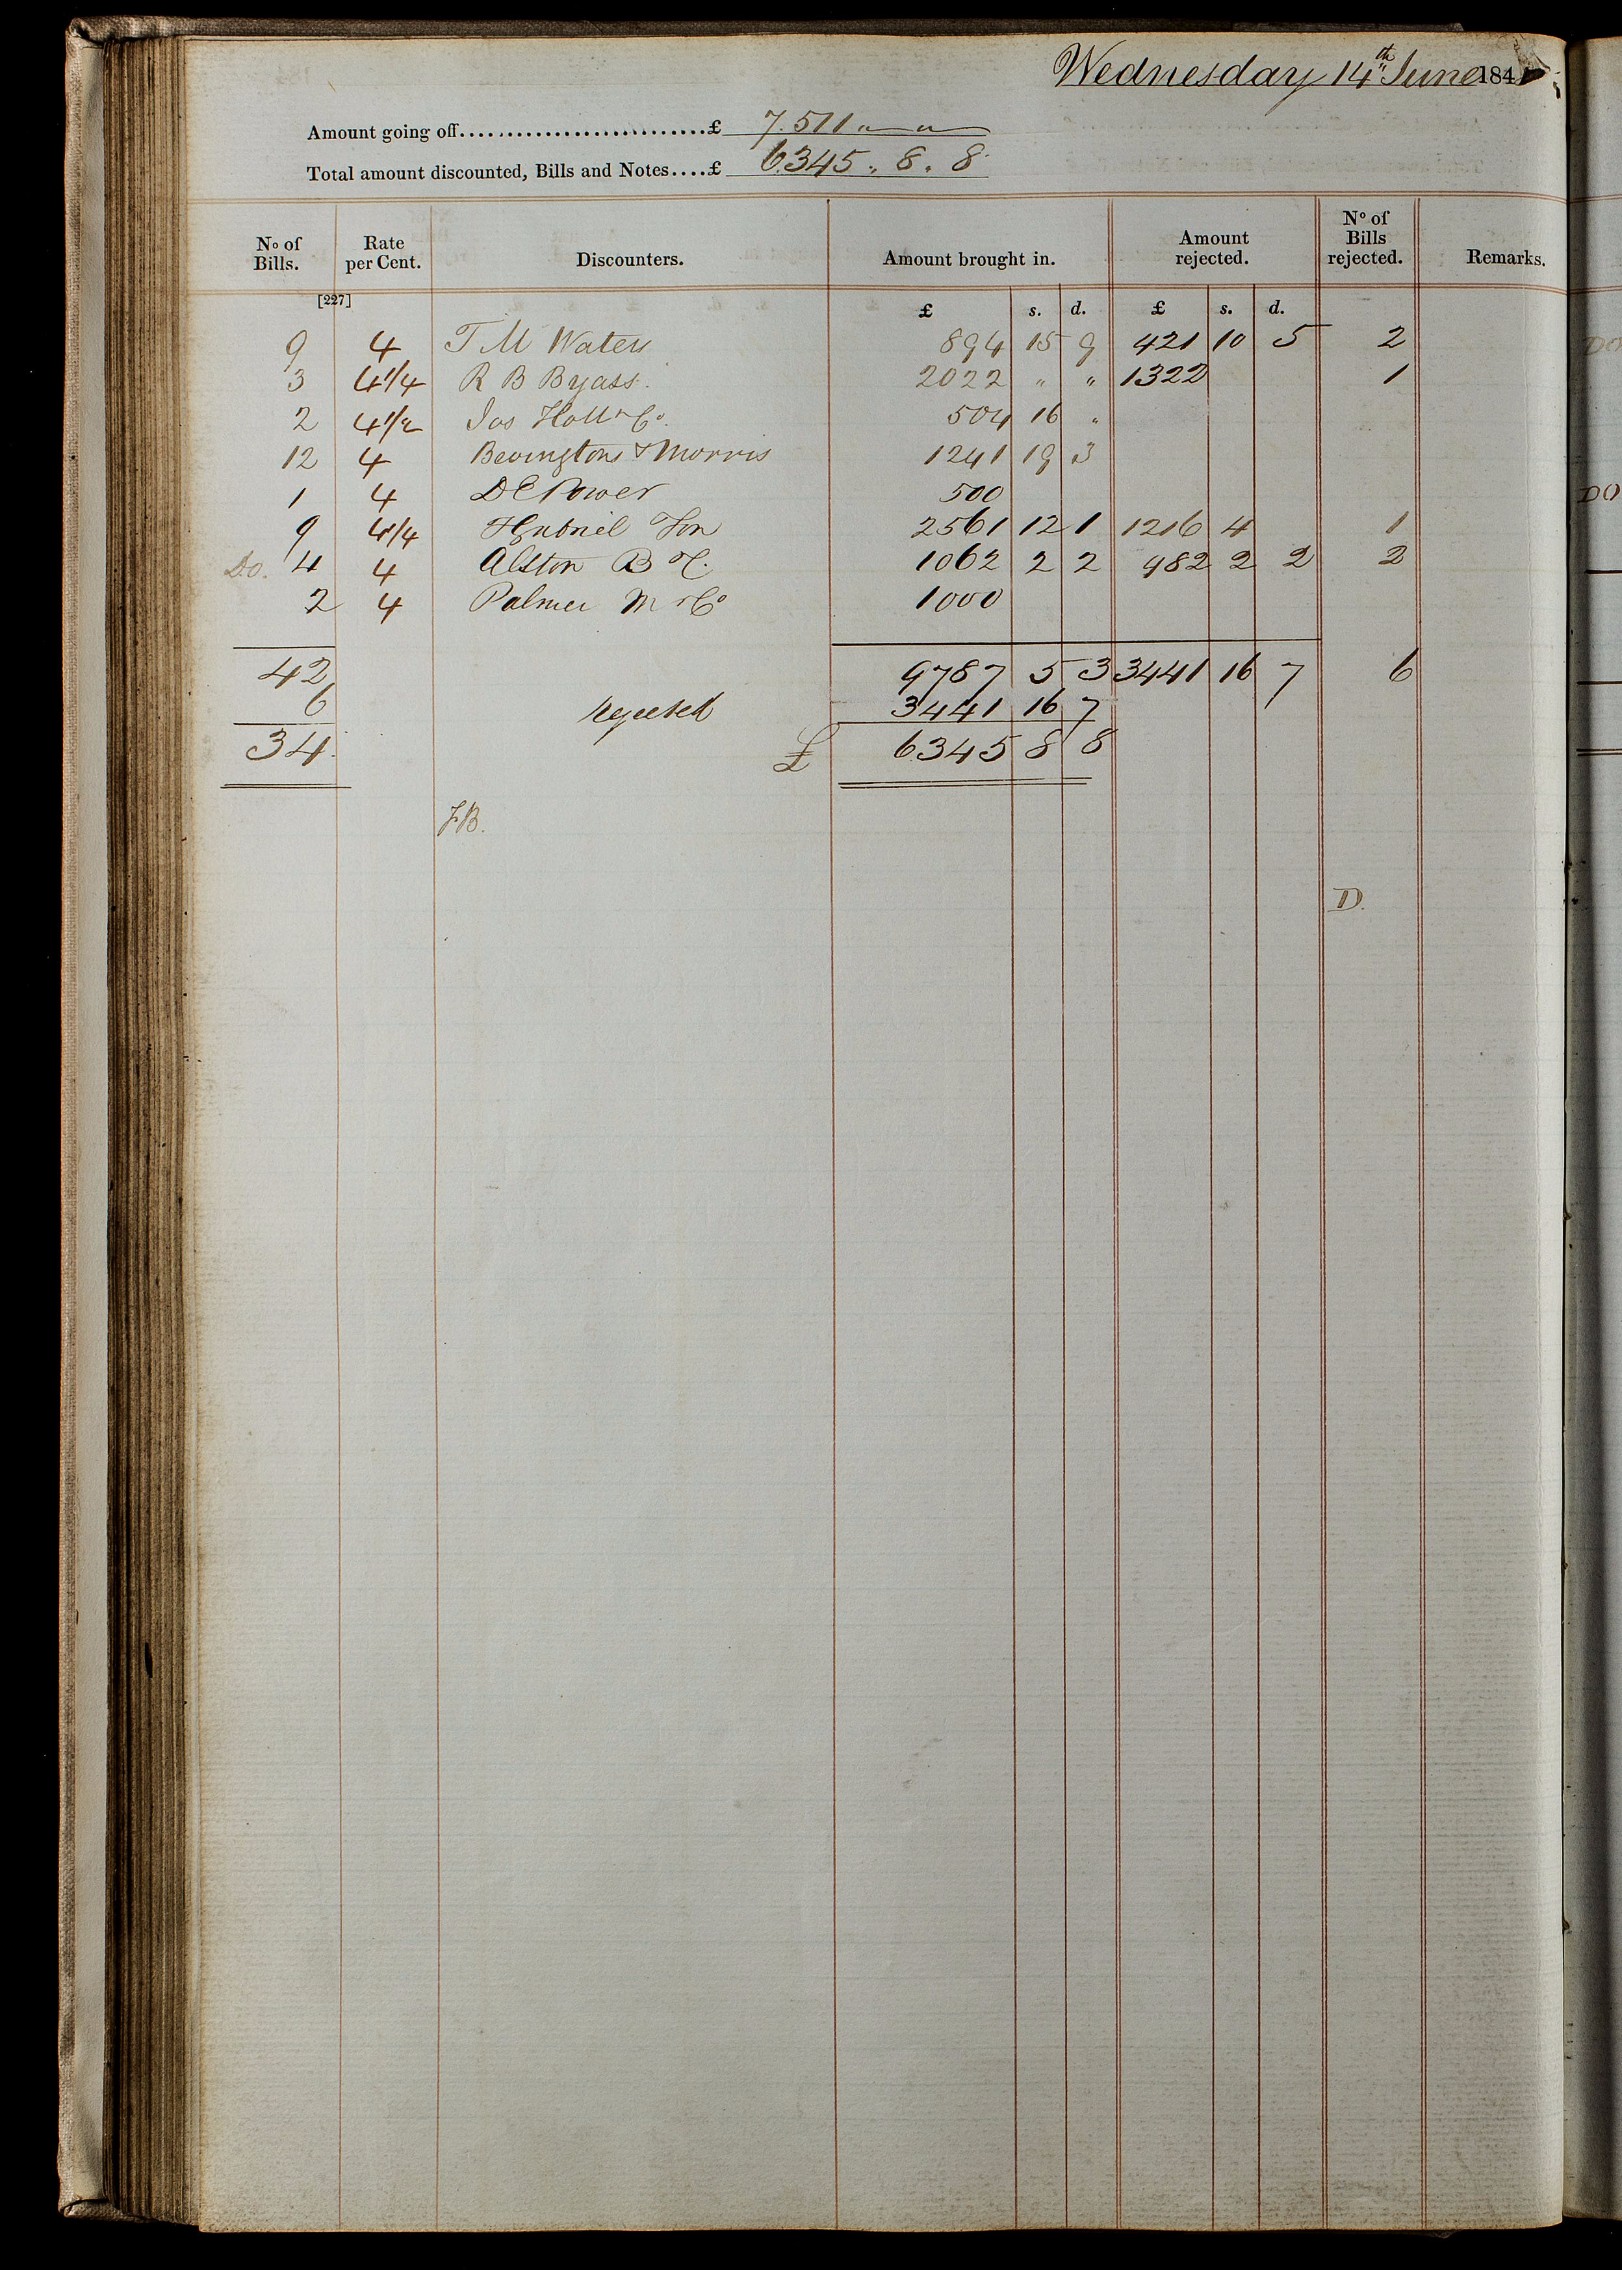 Wednesday 14th June 184
Amount going off...........................£ 7.511 " "
Total amount discounted, Bills and Notes....£ 6345 . 8 . 8
No of Bills. Rate per Cent. Discounters. Amount brought in. Amount rejected. No of Bills rejected. Remarks.
[227] £ s. d. £ s. d.
9 4 T M Waters 894 15 9 421 10 5 2
3 4 1/4 R B Byass. 2022 " " 1322 1
2 4 1/2 Jos Holl & Co. 504 16 "
12 4 Bevingtons & Morris 1241 19 3
1 4 D E Power 500
9 4 1/4 Son 2561 12 1 1216 4 1
Do. 4 4 Alston B 1062 2 2 482 2 2 2
2 4 Palmer M & Co 1000
42 9787 5 3 3441 16 7 6
6 rejected 3441 16 7
34. £ 6345 8 8
JB.
D.
DO
DO